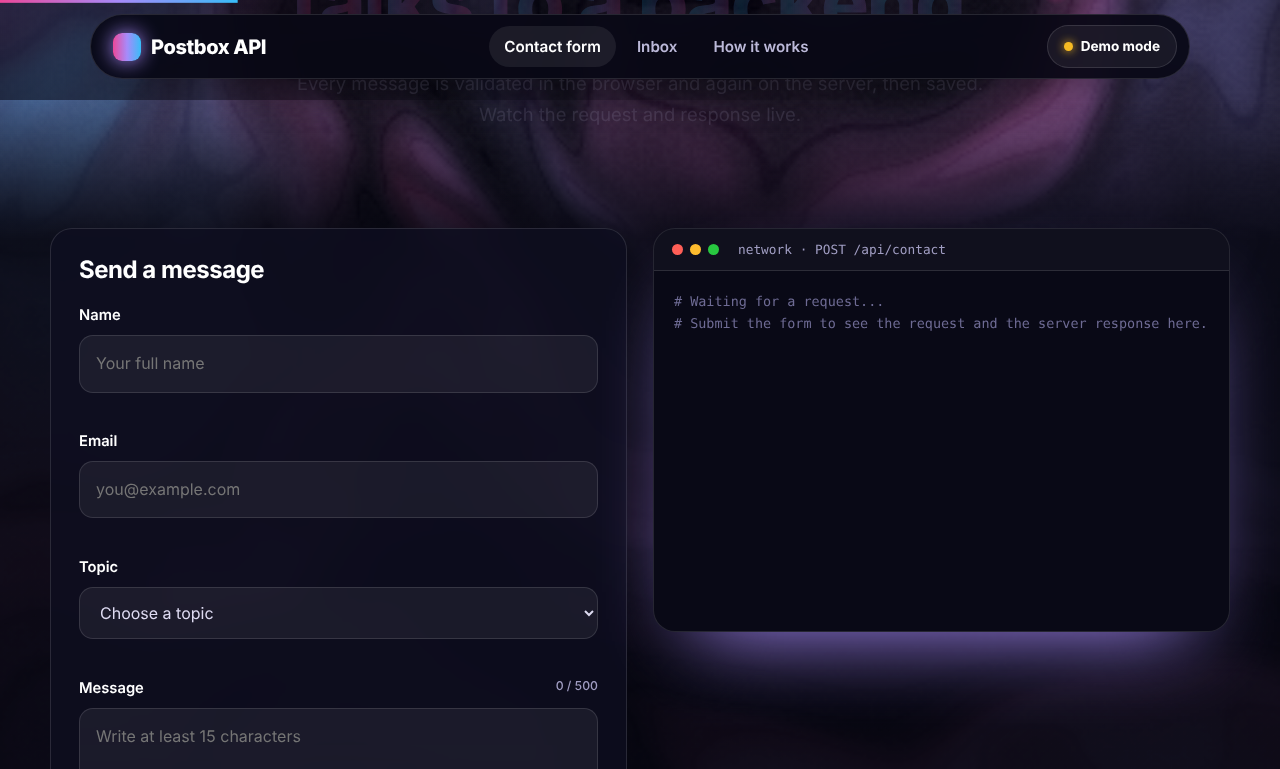 Talks to a backend
Postbox API
Contact form
Inbox
How it works
Demo mode
Every message is validated in the browser and again on the server, then saved.
Watch the request and response live.
Send a message
Name
Your full name
Email
you@example.com
Topic
Choose a topic
Message
0 / 500
Write at least 15 characters
network · POST /api/contact
# Waiting for a request...
# Submit the form to see the request and the server response here.